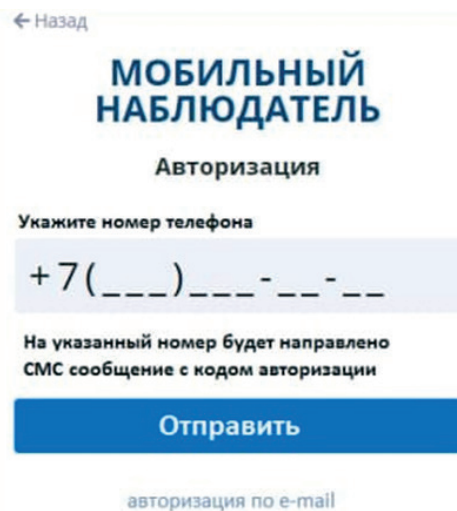 ← Назад
МОБИЛЬНЫЙ
НАБЛЮДАТЕЛЬ
Авторизация
Укажите номер телефона
+7(___)___-__-__
На указанный номер будет направлено
СМС сообщение с кодом авторизации
Отправить
авторизация по e-mail